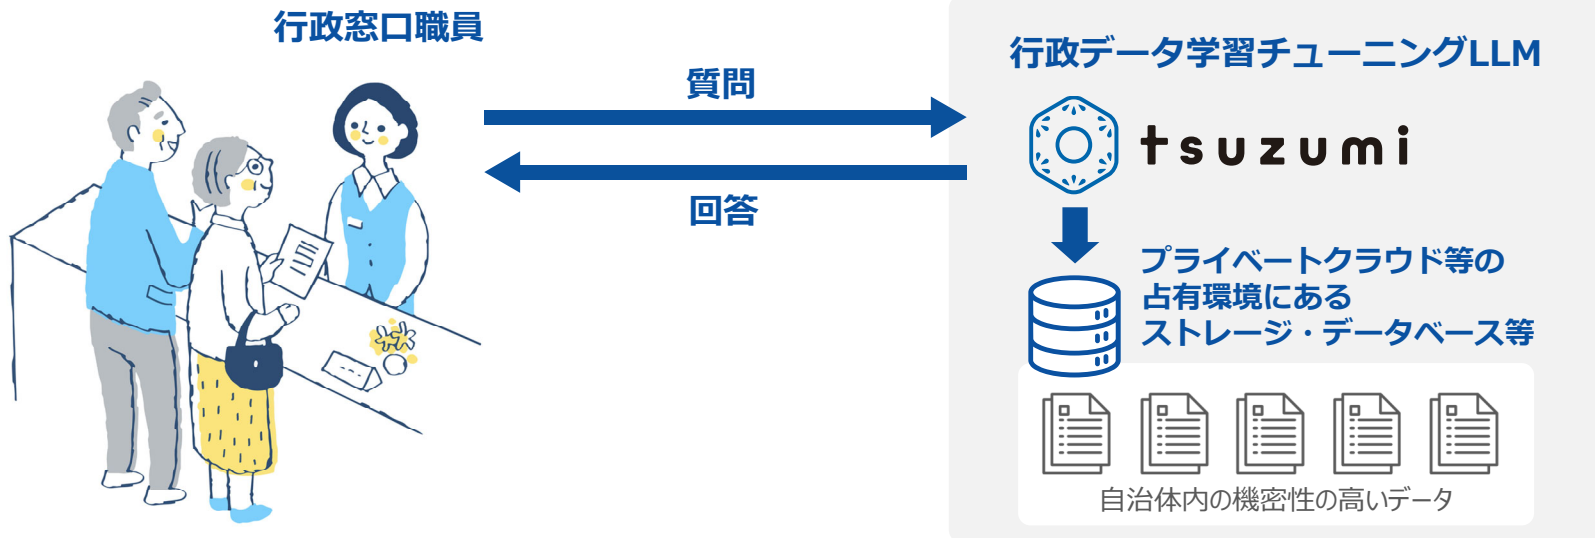 行政窓口職員
質問
回答
行政データ学習チューニングLLM
tsuzumi
プライベートクラウド等の
占有環境にある
ストレージ・データベース等
自治体内の機密性の高いデータ